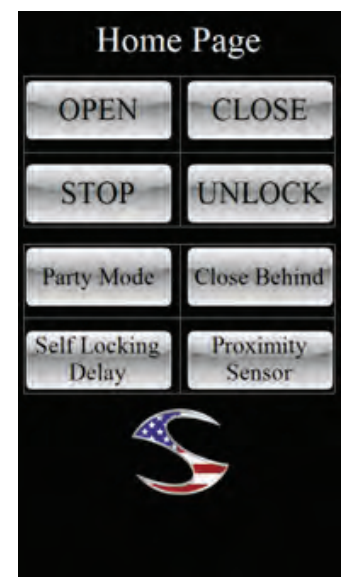 Home Page
OPEN
CLOSE
STOP
UNLOCK
Party Mode
Close Behind
Self Locking
Delay
Proximity
Sensor